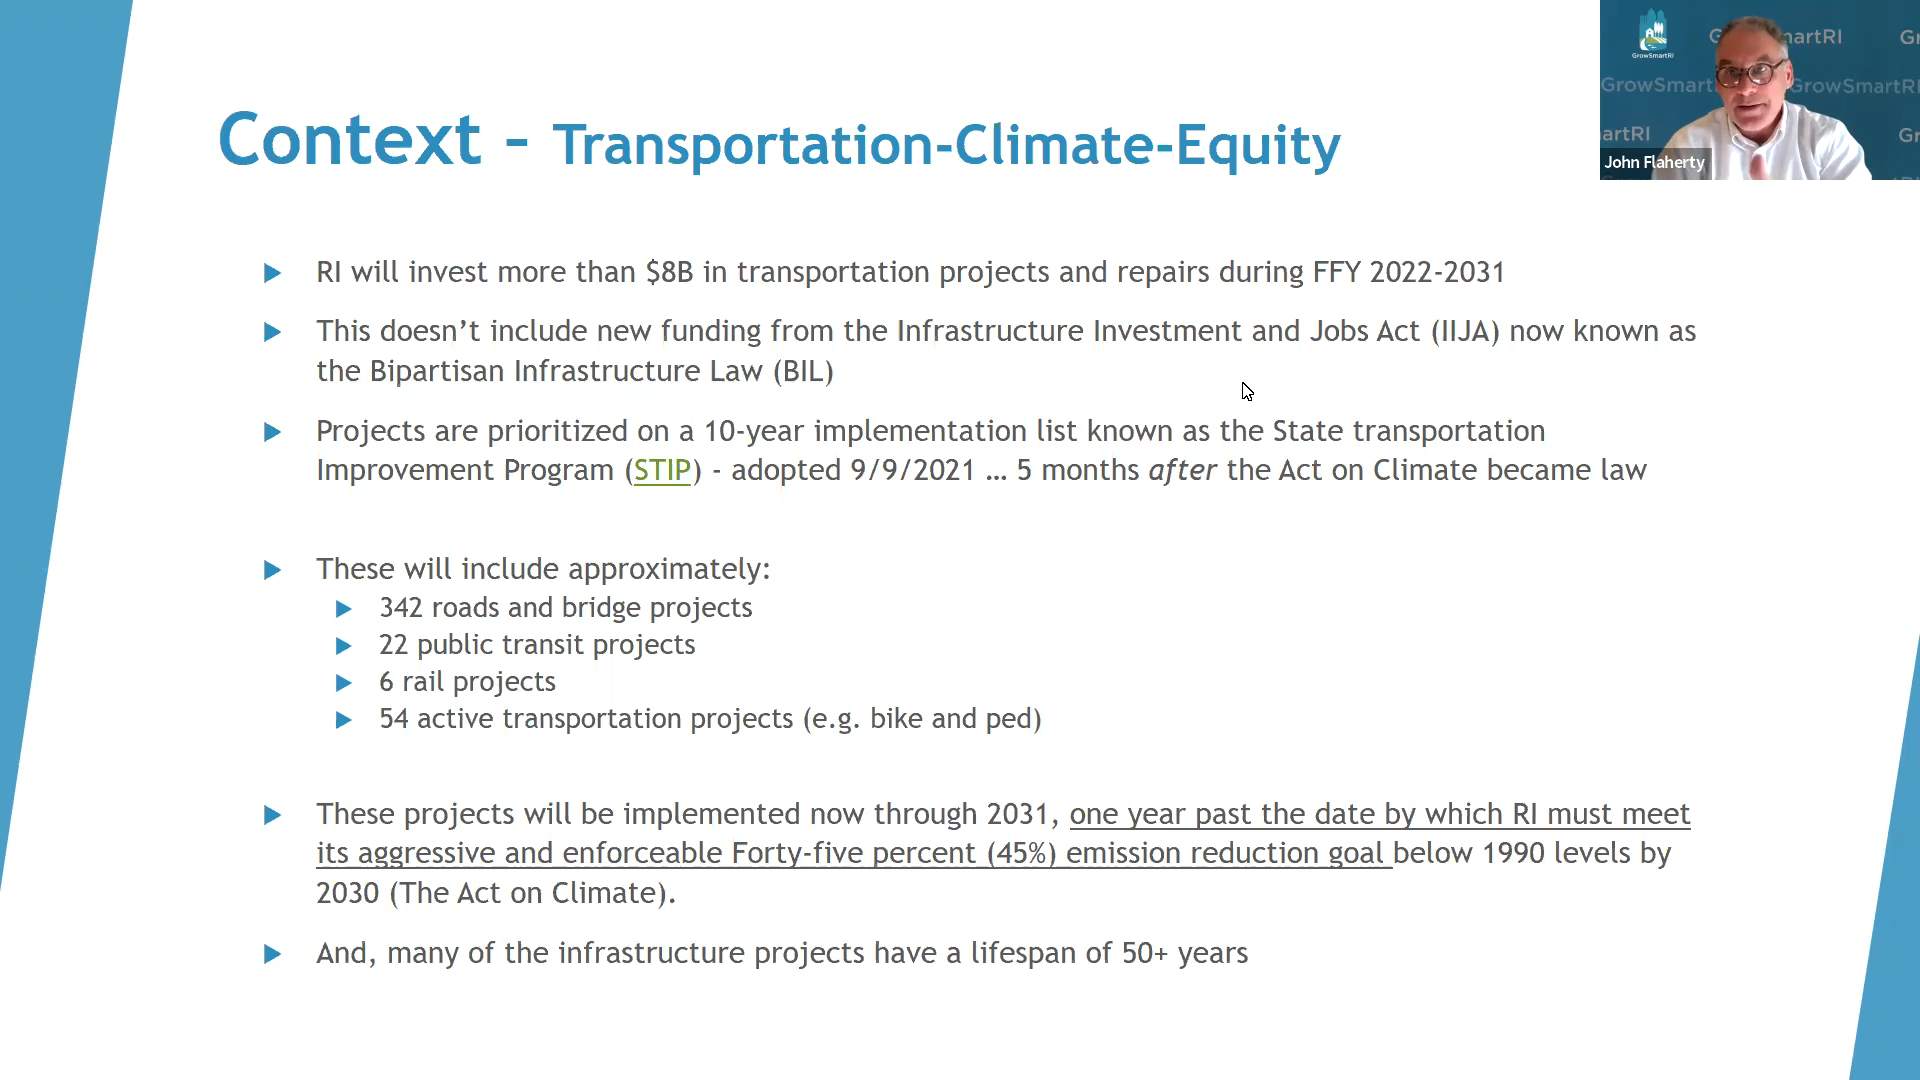 Context – Transportation-Climate-Equity
RI will invest more than $8B in transportation projects and repairs during FFY 2022-2031
This doesn’t include new funding from the Infrastructure Investment and Jobs Act (IIJA) now known as
the Bipartisan Infrastructure Law (BIL)
Projects are prioritized on a 10-year implementation list known as the State transportation
Improvement Program (STIP) - adopted 9/9/2021 … 5 months after the Act on Climate became law
These will include approximately:
342 roads and bridge projects
22 public transit projects
6 rail projects
54 active transportation projects (e.g. bike and ped)
These projects will be implemented now through 2031, one year past the date by which RI must meet
its aggressive and enforceable Forty-five percent (45%) emission reduction goal below 1990 levels by
2030 (The Act on Climate).
And, many of the infrastructure projects have a lifespan of 50+ years
GrowSmartRI
G martRI Gr
GrowSmart GrowSmartRI
artRI Gr
John Flaherty